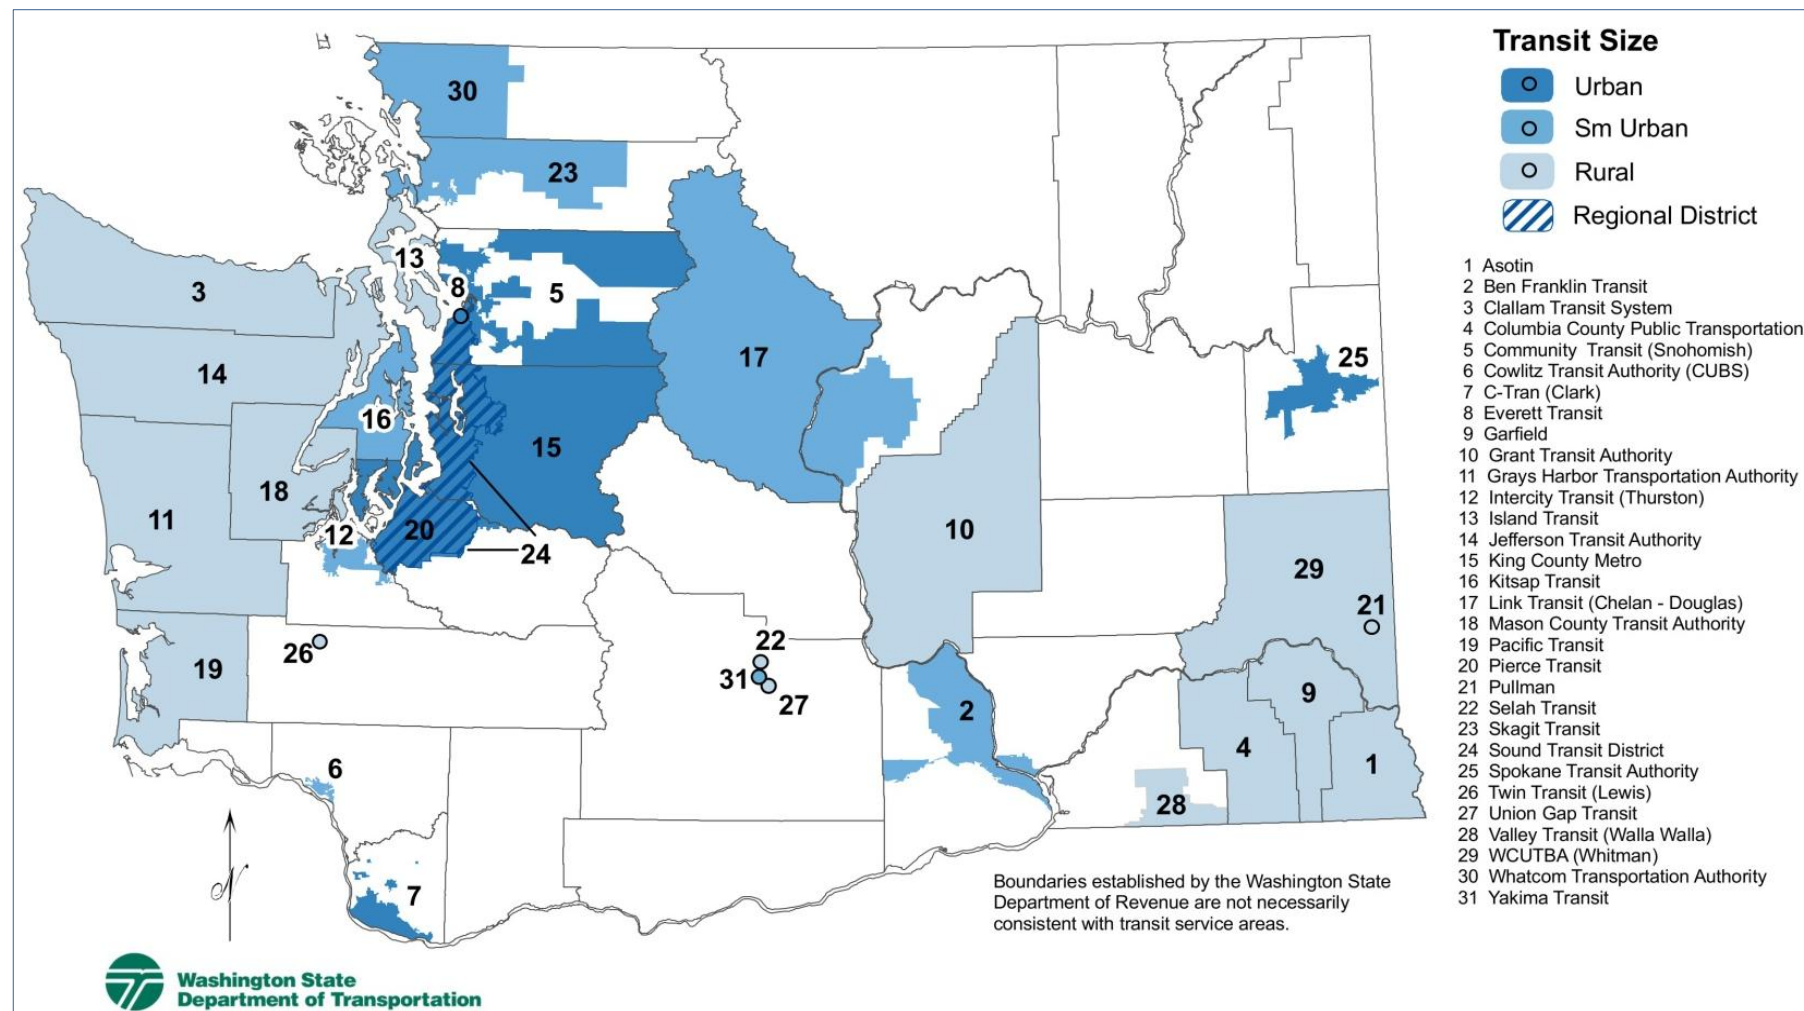 Transit Size
Urban
Sm Urban
Rural
Regional District
1 Asotin
2 Ben Franklin Transit
3 Clallam Transit System
4 Columbia County Public Transportation
5 Community Transit (Snohomish)
6 Cowlitz Transit Authority (CUBS)
7 C-Tran (Clark)
8 Everett Transit
9 Garfield
10 Grant Transit Authority
11 Grays Harbor Transportation Authority
12 Intercity Transit (Thurston)
13 Island Transit
14 Jefferson Transit Authority
15 King County Metro
16 Kitsap Transit
17 Link Transit (Chelan - Douglas)
18 Mason County Transit Authority
19 Pacific Transit
20 Pierce Transit
21 Pullman
22 Selah Transit
23 Skagit Transit
24 Sound Transit District
25 Spokane Transit Authority
26 Twin Transit (Lewis)
27 Union Gap Transit
28 Valley Transit (Walla Walla)
29 WCUTBA (Whitman)
30 Whatcom Transportation Authority
31 Yakima Transit
30
23
13
3
8
5
17
25
14
16
15
18
11
20
12
24
10
29
21
26
22
19
31
27
9
2
4
1
6
28
7
N
Boundaries established by the Washington State
Department of Revenue are not necessarily
consistent with transit service areas.
Washington State
Department of Transportation